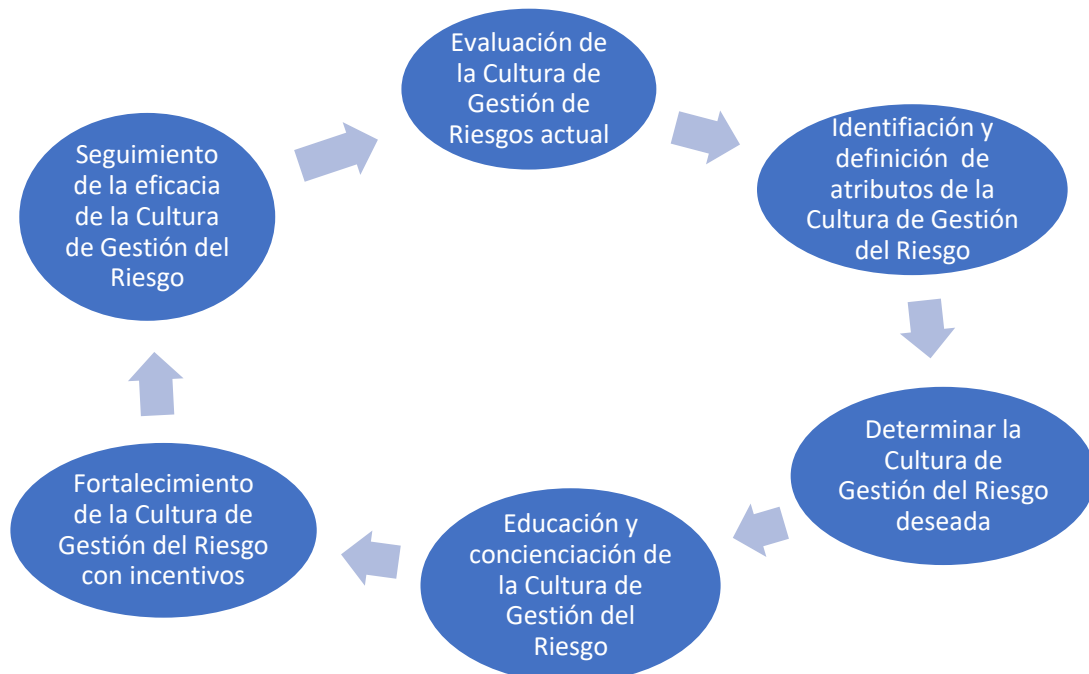 Evaluación de
la Cultura de
Gestión de
Riesgos actual
Identifiación y
definición de
atributos de la
Cultura de Gestión
del Riesgo
Determinar la
Cultura de
Gestión del Riesgo
deseada
Educación y
concienciación de
la Cultura de
Gestión del
Riesgo
Fortalecimiento
de la Cultura de
Gestión del Riesgo
con incentivos
Seguimiento
de la eficacia
de la Cultura
de Gestión del
Riesgo